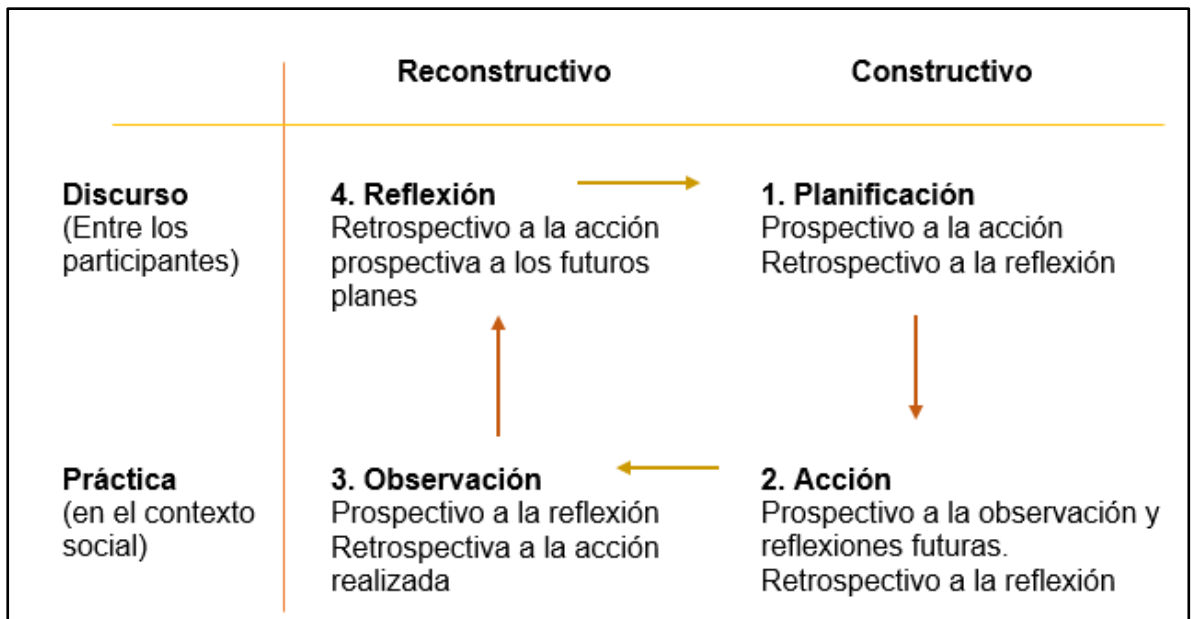 Reconstructivo
Constructivo
Discurso
(Entre los
participantes)
4. Reflexión
Retrospectivo a la acción
prospectiva a los futuros
planes
1. Planificación
Prospectivo a la acción
Retrospectivo a la reflexión
Práctica
(en el contexto
social)
3. Observación
Prospectivo a la reflexión
Retrospectiva a la acción
realizada
2. Acción
Prospectivo a la observación y
reflexiones futuras.
Retrospectivo a la reflexión